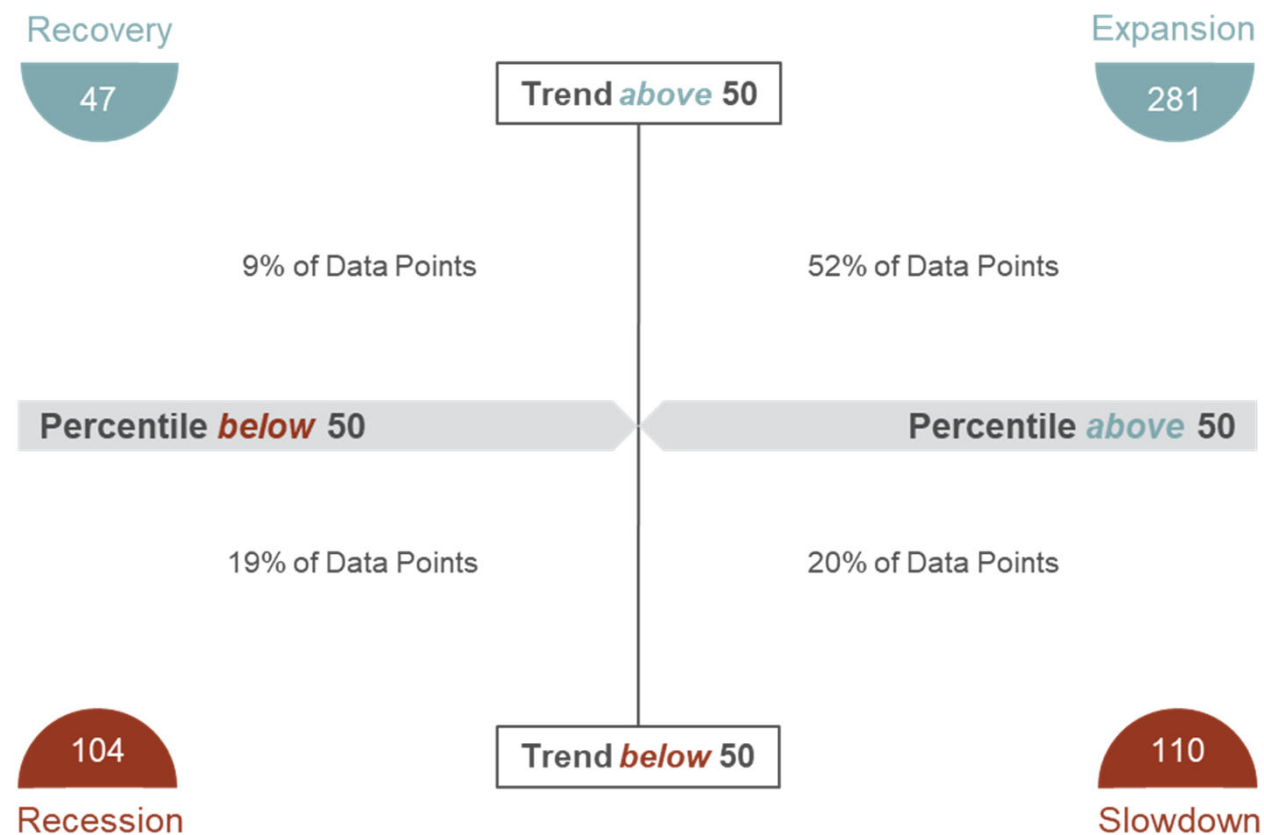 Recovery
47
Expansion
281
Trend above 50
9% of Data Points
52% of Data Points
Percentile below 50
Percentile above 50
19% of Data Points
20% of Data Points
104
Recession
Trend below 50
110
Slowdown